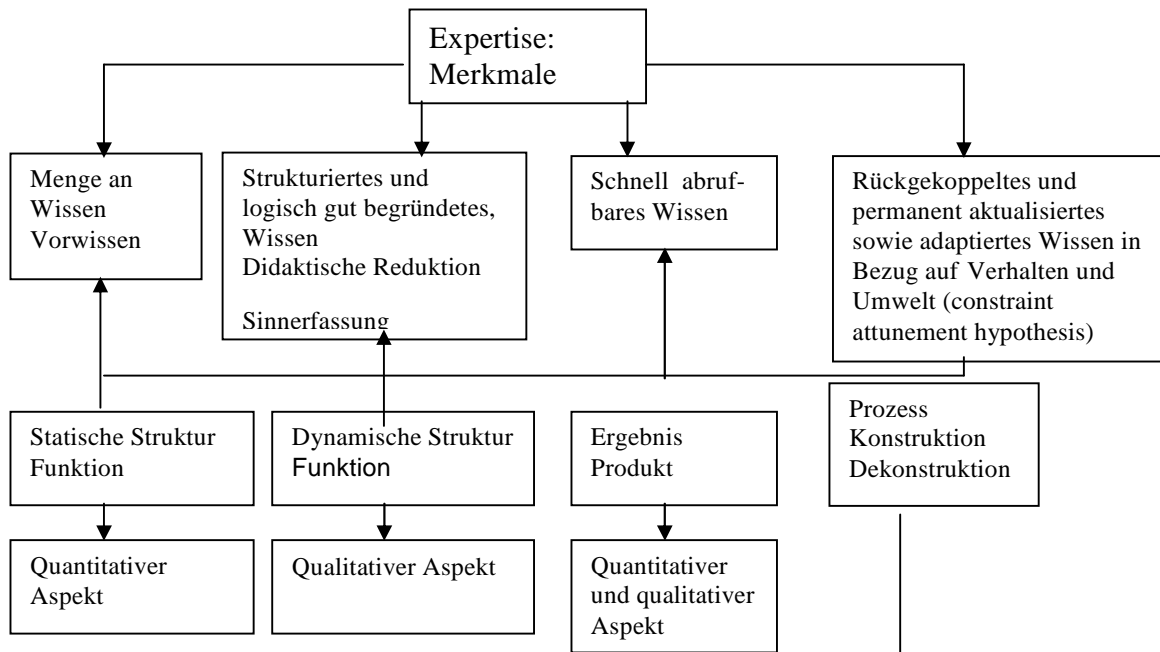 Expertise:
Merkmale
Menge an
Wissen
Vorwissen
Strukturiertes und
logisch gut begründetes,
Wissen
Didaktische Reduktion
Sinnerfassung
Schnell abruf-
bares Wissen
Rückgekoppeltes und
permanent aktualisiertes
sowie adaptiertes Wissen in
Bezug auf Verhalten und
Umwelt (constraint
attunement hypothesis)
Statische Struktur
Funktion
Dynamische Struktur
Funktion
Ergebnis
Produkt
Prozess
Konstruktion
Dekonstruktion
Quantitativer
Aspekt
Qualitativer Aspekt
Quantitativer
und qualitativer
Aspekt